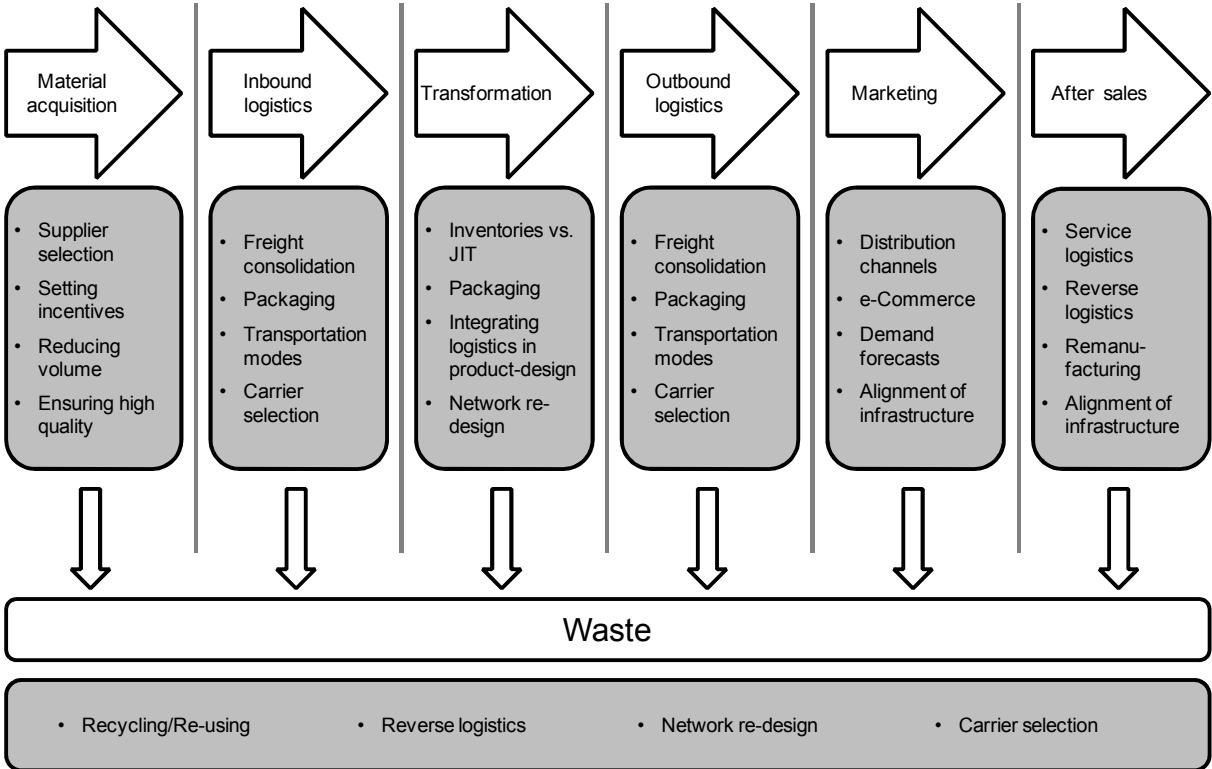 Material
acquisition
Inbound
logistics
Transformation
Outbound
logistics
Marketing
After sales
• Supplier
selection
• Setting
incentives
• Reducing
volume
• Ensuring high
quality
• Freight
consolidation
• Packaging
• Transportation
modes
• Carrier
selection
• Inventories vs.
JIT
• Packaging
• Integrating
logistics in
product-design
• Network re-
design
• Freight
consolidation
• Packaging
• Transportation
modes
• Carrier
selection
• Distribution
channels
• e-Commerce
• Demand
forecasts
• Alignment of
infrastructure
• Service
logistics
• Reverse
logistics
• Remanu-
facturing
• Alignment of
infrastructure
Waste
• Recycling/Re-using
• Reverse logistics
• Network re-design
• Carrier selection